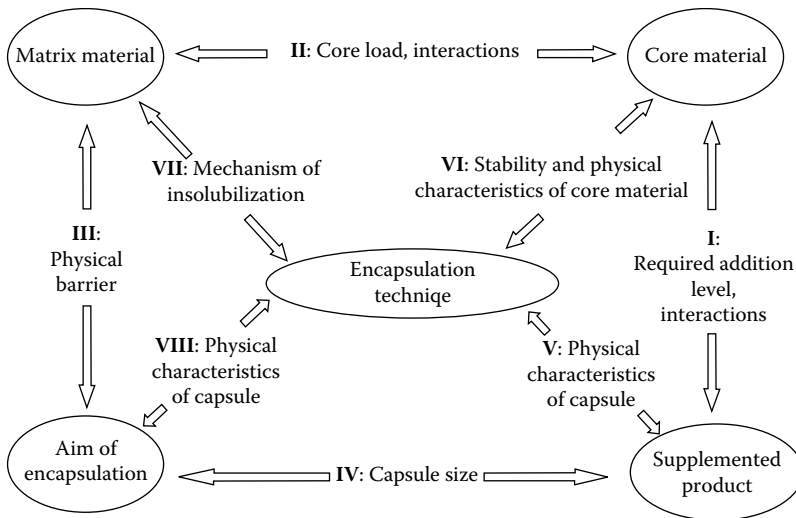 Matrix material
II: Core load, interactions
Core material
VII: Mechanism of
insolubilization
VI: Stability and physical
characteristics of core material
III:
Physical
barrier
I:
Required addition
level,
interactions
Encapsulation
techniqe
VIII: Physical
characteristics
of capsule
V: Physical
characteristics
of capsule
Aim of
encapsulation
IV: Capsule size
Supplemented
product